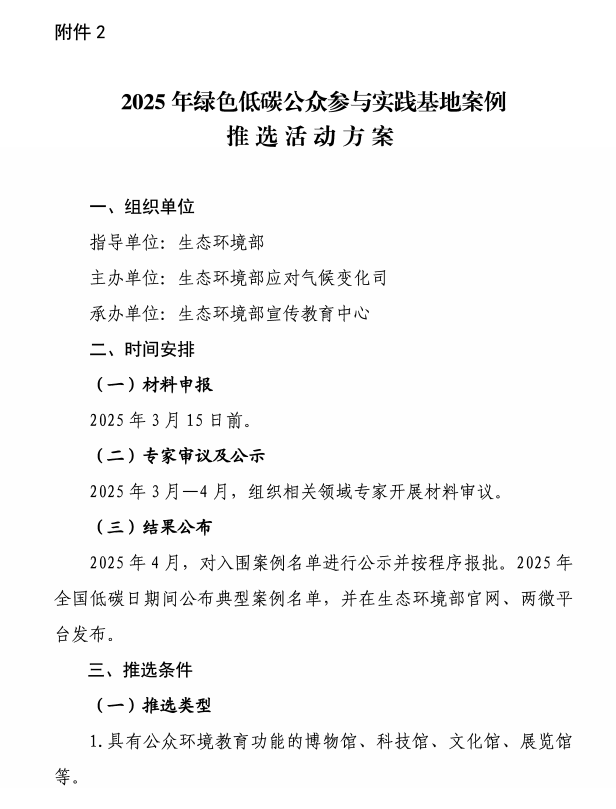 附件 2
2025 年绿色低碳公众参与实践基地案例
推选活动方案
一、组织单位
指导单位：生态环境部
主办单位：生态环境部应对气候变化司
承办单位：生态环境部宣传教育中心
二、时间安排
（一）材料申报
2025 年 3 月 15 日前。
（二）专家审议及公示
2025 年 3 月—4 月，组织相关领域专家开展材料审议。
（三）结果公布
2025 年 4 月，对入围案例名单进行公示并按程序报批。2025 年
全国低碳日期间公布典型案例名单，并在生态环境部官网、两微平
台发布。
三、推选条件
（一）推选类型
1.具有公众环境教育功能的博物馆、科技馆、文化馆、展览馆
等。